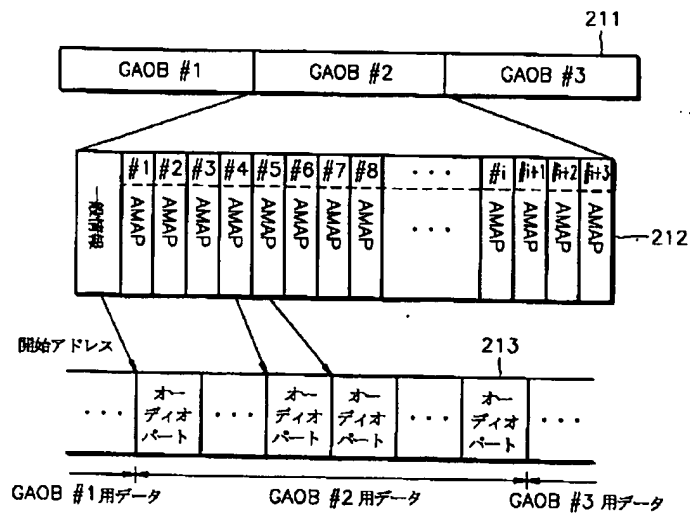 211
GAOB #1 GAOB #2 GAOB #3
#1 #2 #3 #4 #5 #6 #7 #8 ・・・ #i #i+1 #i+2 #i+3
一般情報 AMAP AMAP AMAP AMAP AMAP AMAP AMAP AMAP ・・・ AMAP AMAP AMAP AMAP
212
開始アドレス
213
・・・ オーディオパート ・・・ オーディオパート オーディオパート ・・・ オーディオパート ・・・
GAOB #1用データ GAOB #2用データ GAOB #3用データ